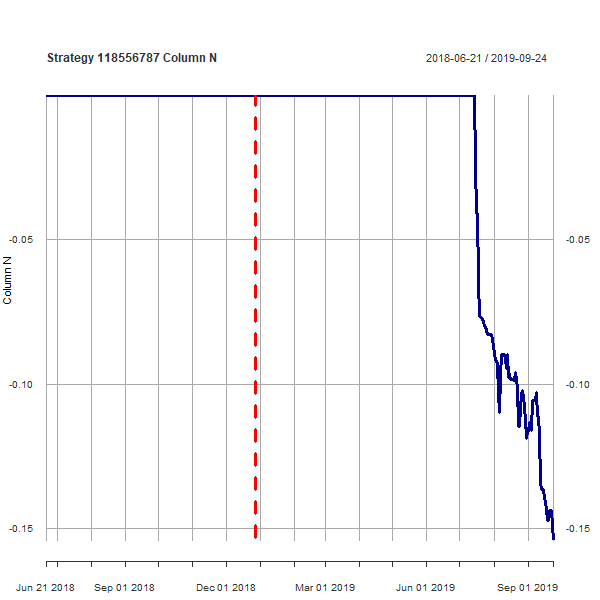 Strategy 118556787 Column N
2018-06-21 / 2019-09-24
-0.05
-0.05
Column N
-0.10
-0.10
-0.15
-0.15
Jun 21 2018
Sep 01 2018
Dec 01 2018
Mar 01 2019
Jun 01 2019
Sep 01 2019